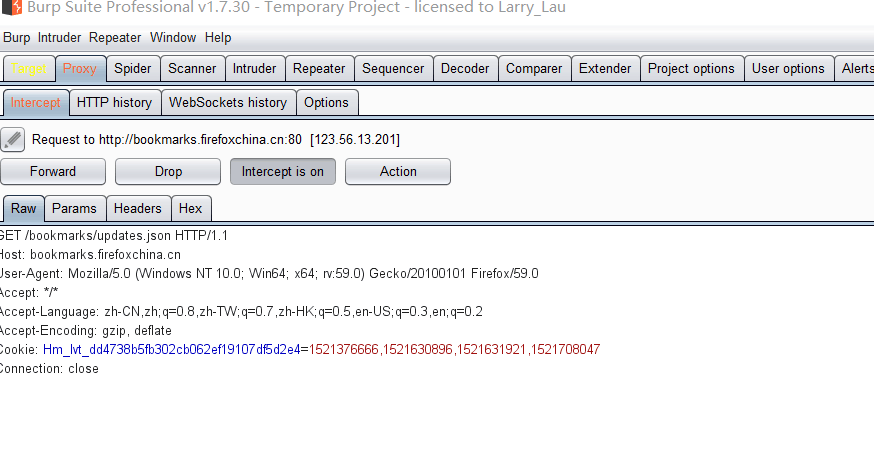 Burp Suite Professional v1.7.30 - Temporary Project - licensed to Larry_Lau
Burp Intruder Repeater Window Help
Target Proxy Spider Scanner Intruder Repeater Sequencer Decoder Comparer Extender Project options User options Alerts
Intercept HTTP history WebSockets history Options
Request to http://bookmarks.firefoxchina.cn:80 [123.56.13.201]
Forward Drop Intercept is on Action
Raw Params Headers Hex
GET /bookmarks/updates.json HTTP/1.1
Host: bookmarks.firefoxchina.cn
User-Agent: Mozilla/5.0 (Windows NT 10.0; Win64; x64; rv:59.0) Gecko/20100101 Firefox/59.0
Accept: */*
Accept-Language: zh-CN,zh;q=0.8,zh-TW;q=0.7,zh-HK;q=0.5,en-US;q=0.3,en;q=0.2
Accept-Encoding: gzip, deflate
Cookie: Hm_lvt_dd4738b5fb302cb062ef19107df5d2e4=1521376666,1521630896,1521631921,1521708047
Connection: close